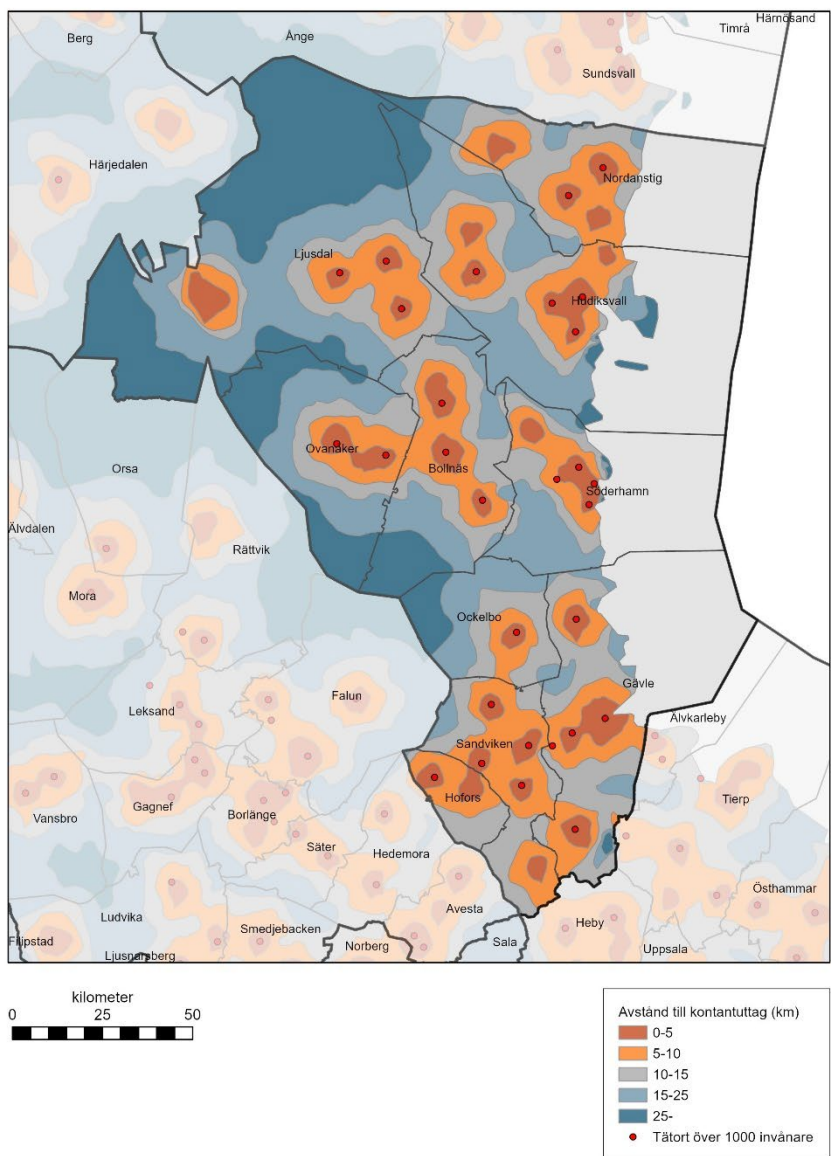 Härnösand
Timrå
Berg
Ånge
Sundsvall
Härjedalen
Nordanstig
Ljusdal
Hudiksvall
Orsa
Ovanåker
Bollnäs
Söderhamn
Älvdalen
Rättvik
Mora
Ockelbo
Gävle
Leksand
Falun
Älvkarleby
Sandviken
Hofors
Gagnef
Vansbro
Borlänge
Tierp
Säter
Hedemora
Östhammar
Avesta
Ludvika
Smedjebacken
Heby
Filipstad
Ljusnarsberg
Norberg
Sala
Uppsala
kilometer
0 25 50
Avstånd till kontantuttag (km)
0-5
5-10
10-15
15-25
25-
Tätort över 1000 invånare